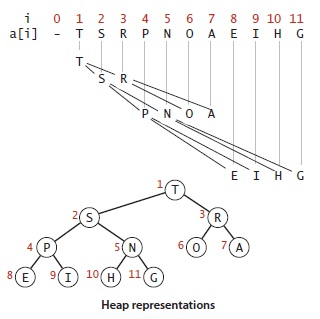 i 0 1 2 3 4 5 6 7 8 9 10 11
a[i] - T S R P N O A E I H G
T
S R
P N O A
E I H G
1 T
2 S 3 R
4 P 5 N 6 O 7 A
8 E 9 I 10 H 11 G
Heap representations